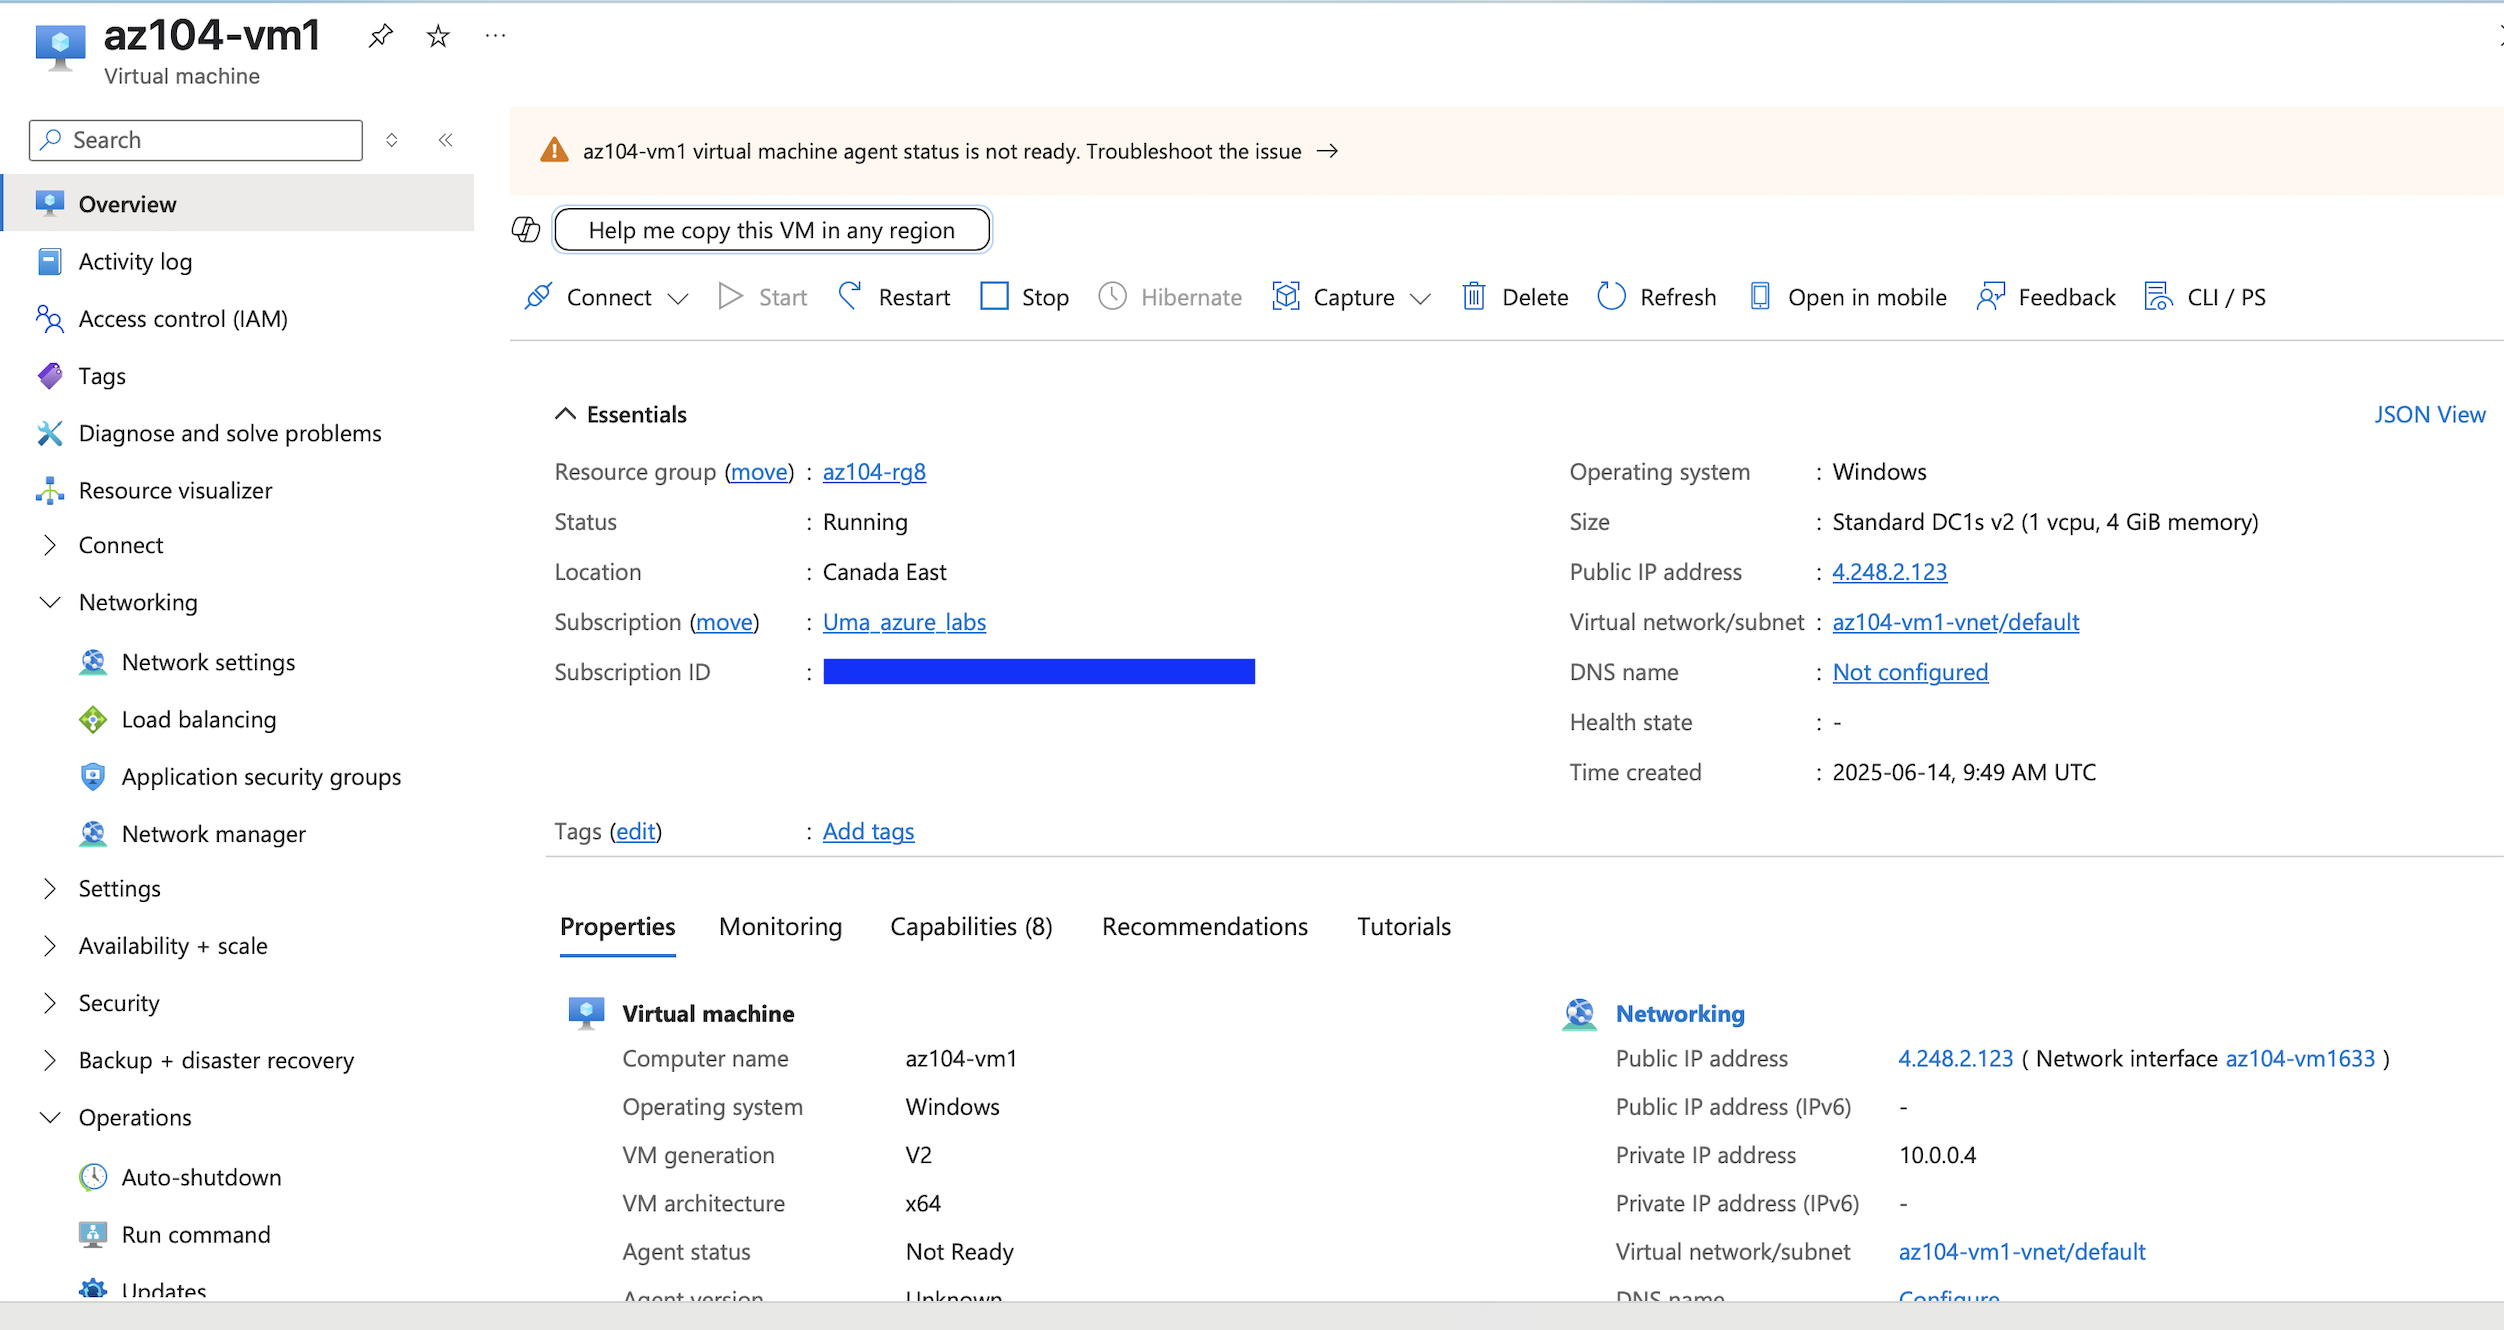 az104-vm1
Virtual machine
Search
Overview
Activity log
Access control (IAM)
Tags
Diagnose and solve problems
Resource visualizer
Connect
Networking
Network settings
Load balancing
Application security groups
Network manager
Settings
Availability + scale
Security
Backup + disaster recovery
Operations
Auto-shutdown
Run command
Updates
az104-vm1 virtual machine agent status is not ready. Troubleshoot the issue →
Help me copy this VM in any region
Connect Start Restart Stop Hibernate Capture Delete Refresh Open in mobile Feedback CLI / PS
Essentials
JSON View
Resource group (move) : az104-rg8
Status : Running
Location : Canada East
Subscription (move) : Uma_azure_labs
Subscription ID :
Operating system : Windows
Size : Standard DC1s v2 (1 vcpu, 4 GiB memory)
Public IP address : 4.248.2.123
Virtual network/subnet : az104-vm1-vnet/default
DNS name : Not configured
Health state : -
Time created : 2025-06-14, 9:49 AM UTC
Tags (edit) : Add tags
Properties Monitoring Capabilities (8) Recommendations Tutorials
Virtual machine
Computer name az104-vm1
Operating system Windows
VM generation V2
VM architecture x64
Agent status Not Ready
Agent version Unknown
Networking
Public IP address 4.248.2.123 ( Network interface az104-vm1633 )
Public IP address (IPv6) -
Private IP address 10.0.0.4
Private IP address (IPv6) -
Virtual network/subnet az104-vm1-vnet/default
DNS name Configure